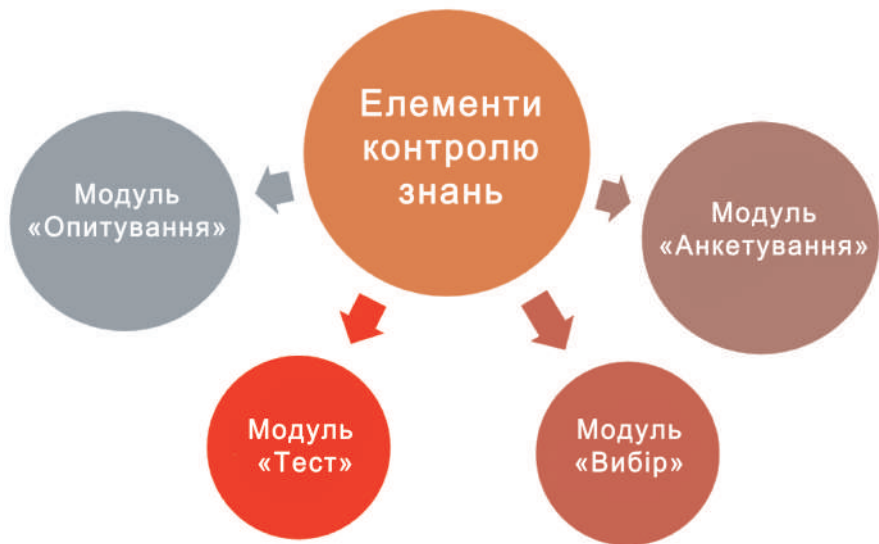 Елементи
контролю
знань
Модуль
«Опитування»
Модуль
«Анкетування»
Модуль
«Тест»
Модуль
«Вибір»